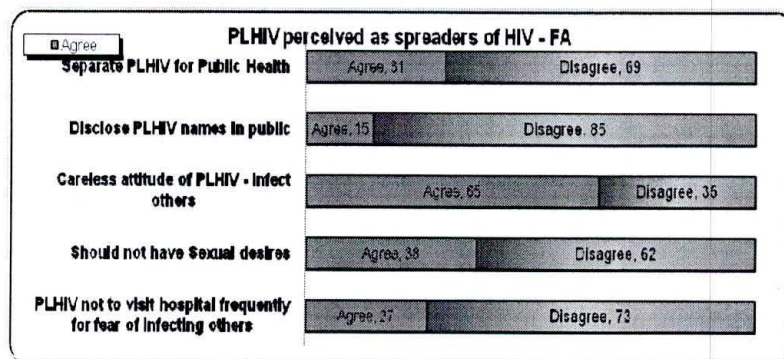 PLHIV perceived as spreaders of HIV - FA
Agree
Separate PLHIV for Public Health
Agree, 31
Disagree, 69
Disclose PLHIV names in public
Agree, 15
Disagree, 85
Careless attitude of PLHIV - Infect
others
Agree, 65
Disagree, 35
Should not have Sexual desires
Agree, 38
Disagree, 62
PLHIV not to visit hospital frequently
for fear of infecting others
Agree, 27
Disagree, 73